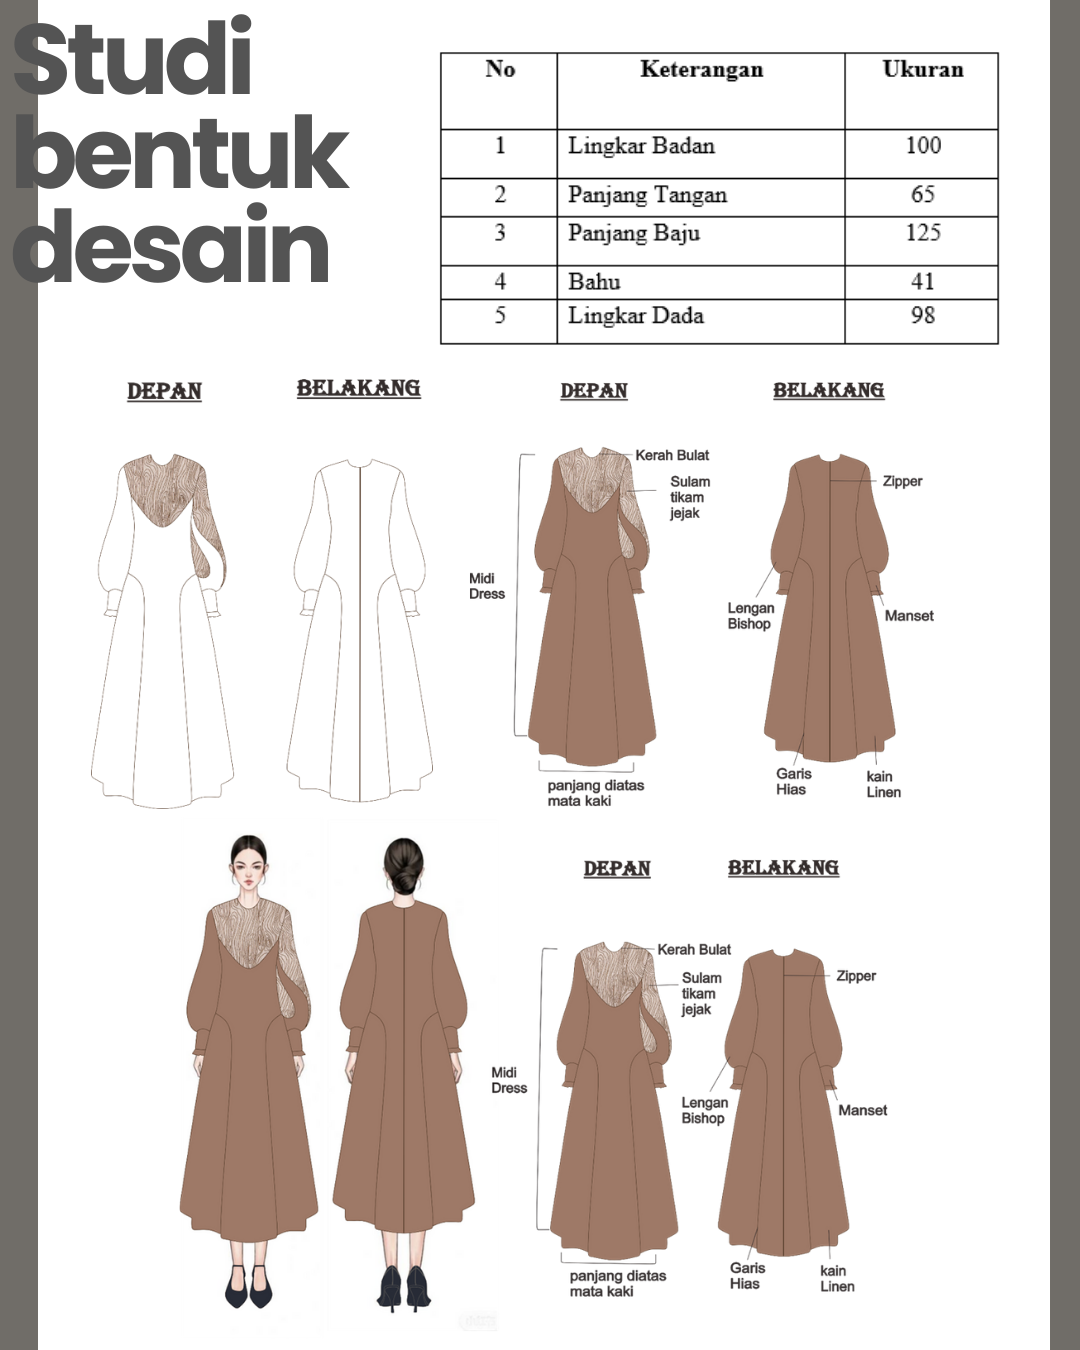 Studi
bentuk
desain
No Keterangan Ukuran
1 Lingkar Badan 100
2 Panjang Tangan 65
3 Panjang Baju 125
4 Bahu 41
5 Lingkar Dada 98
DEPAN
BELAKANG
DEPAN
BELAKANG
Kerah Bulat
Sulam
tikam
jejak
Midi
Dress
panjang diatas
mata kaki
Zipper
Lengan
Bishop
Manset
Garis
Hias
kain
Linen
DEPAN
BELAKANG
Kerah Bulat
Sulam
tikam
jejak
Midi
Dress
panjang diatas
mata kaki
Zipper
Lengan
Bishop
Manset
Garis
Hias
kain
Linen